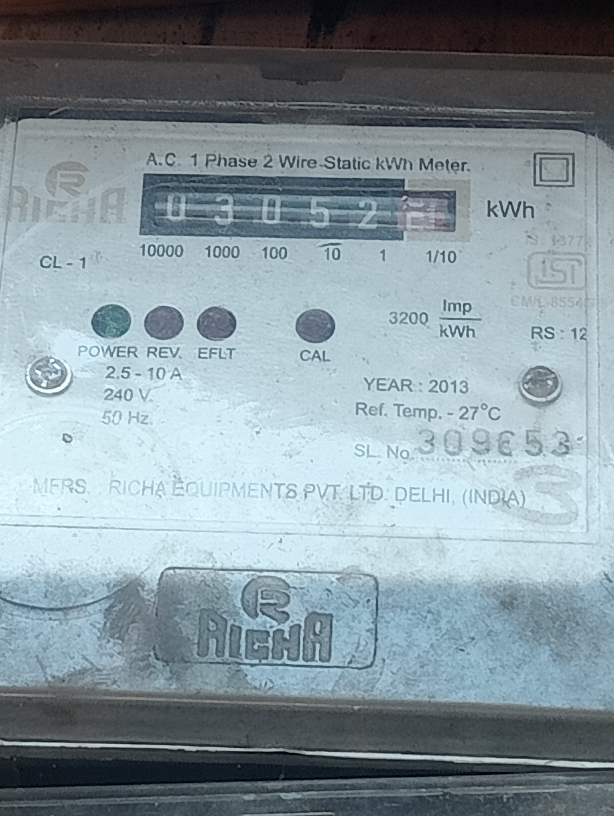 A.C. 1 Phase 2 Wire Static kWh Meter.
RICHA
0 3 0 5 2
kWh
10000 1000 100 10 1 1/10
CL - 1
3200 Imp/kWh
RS : 12
POWER REV. EFLT CAL
2.5 - 10 A
240 V.
50 Hz.
YEAR : 2013
Ref. Temp. - 27°C
SL. No.
MFRS. : RICHA EQUIPMENTS PVT. LTD. DELHI, (INDIA)
R
RICHA